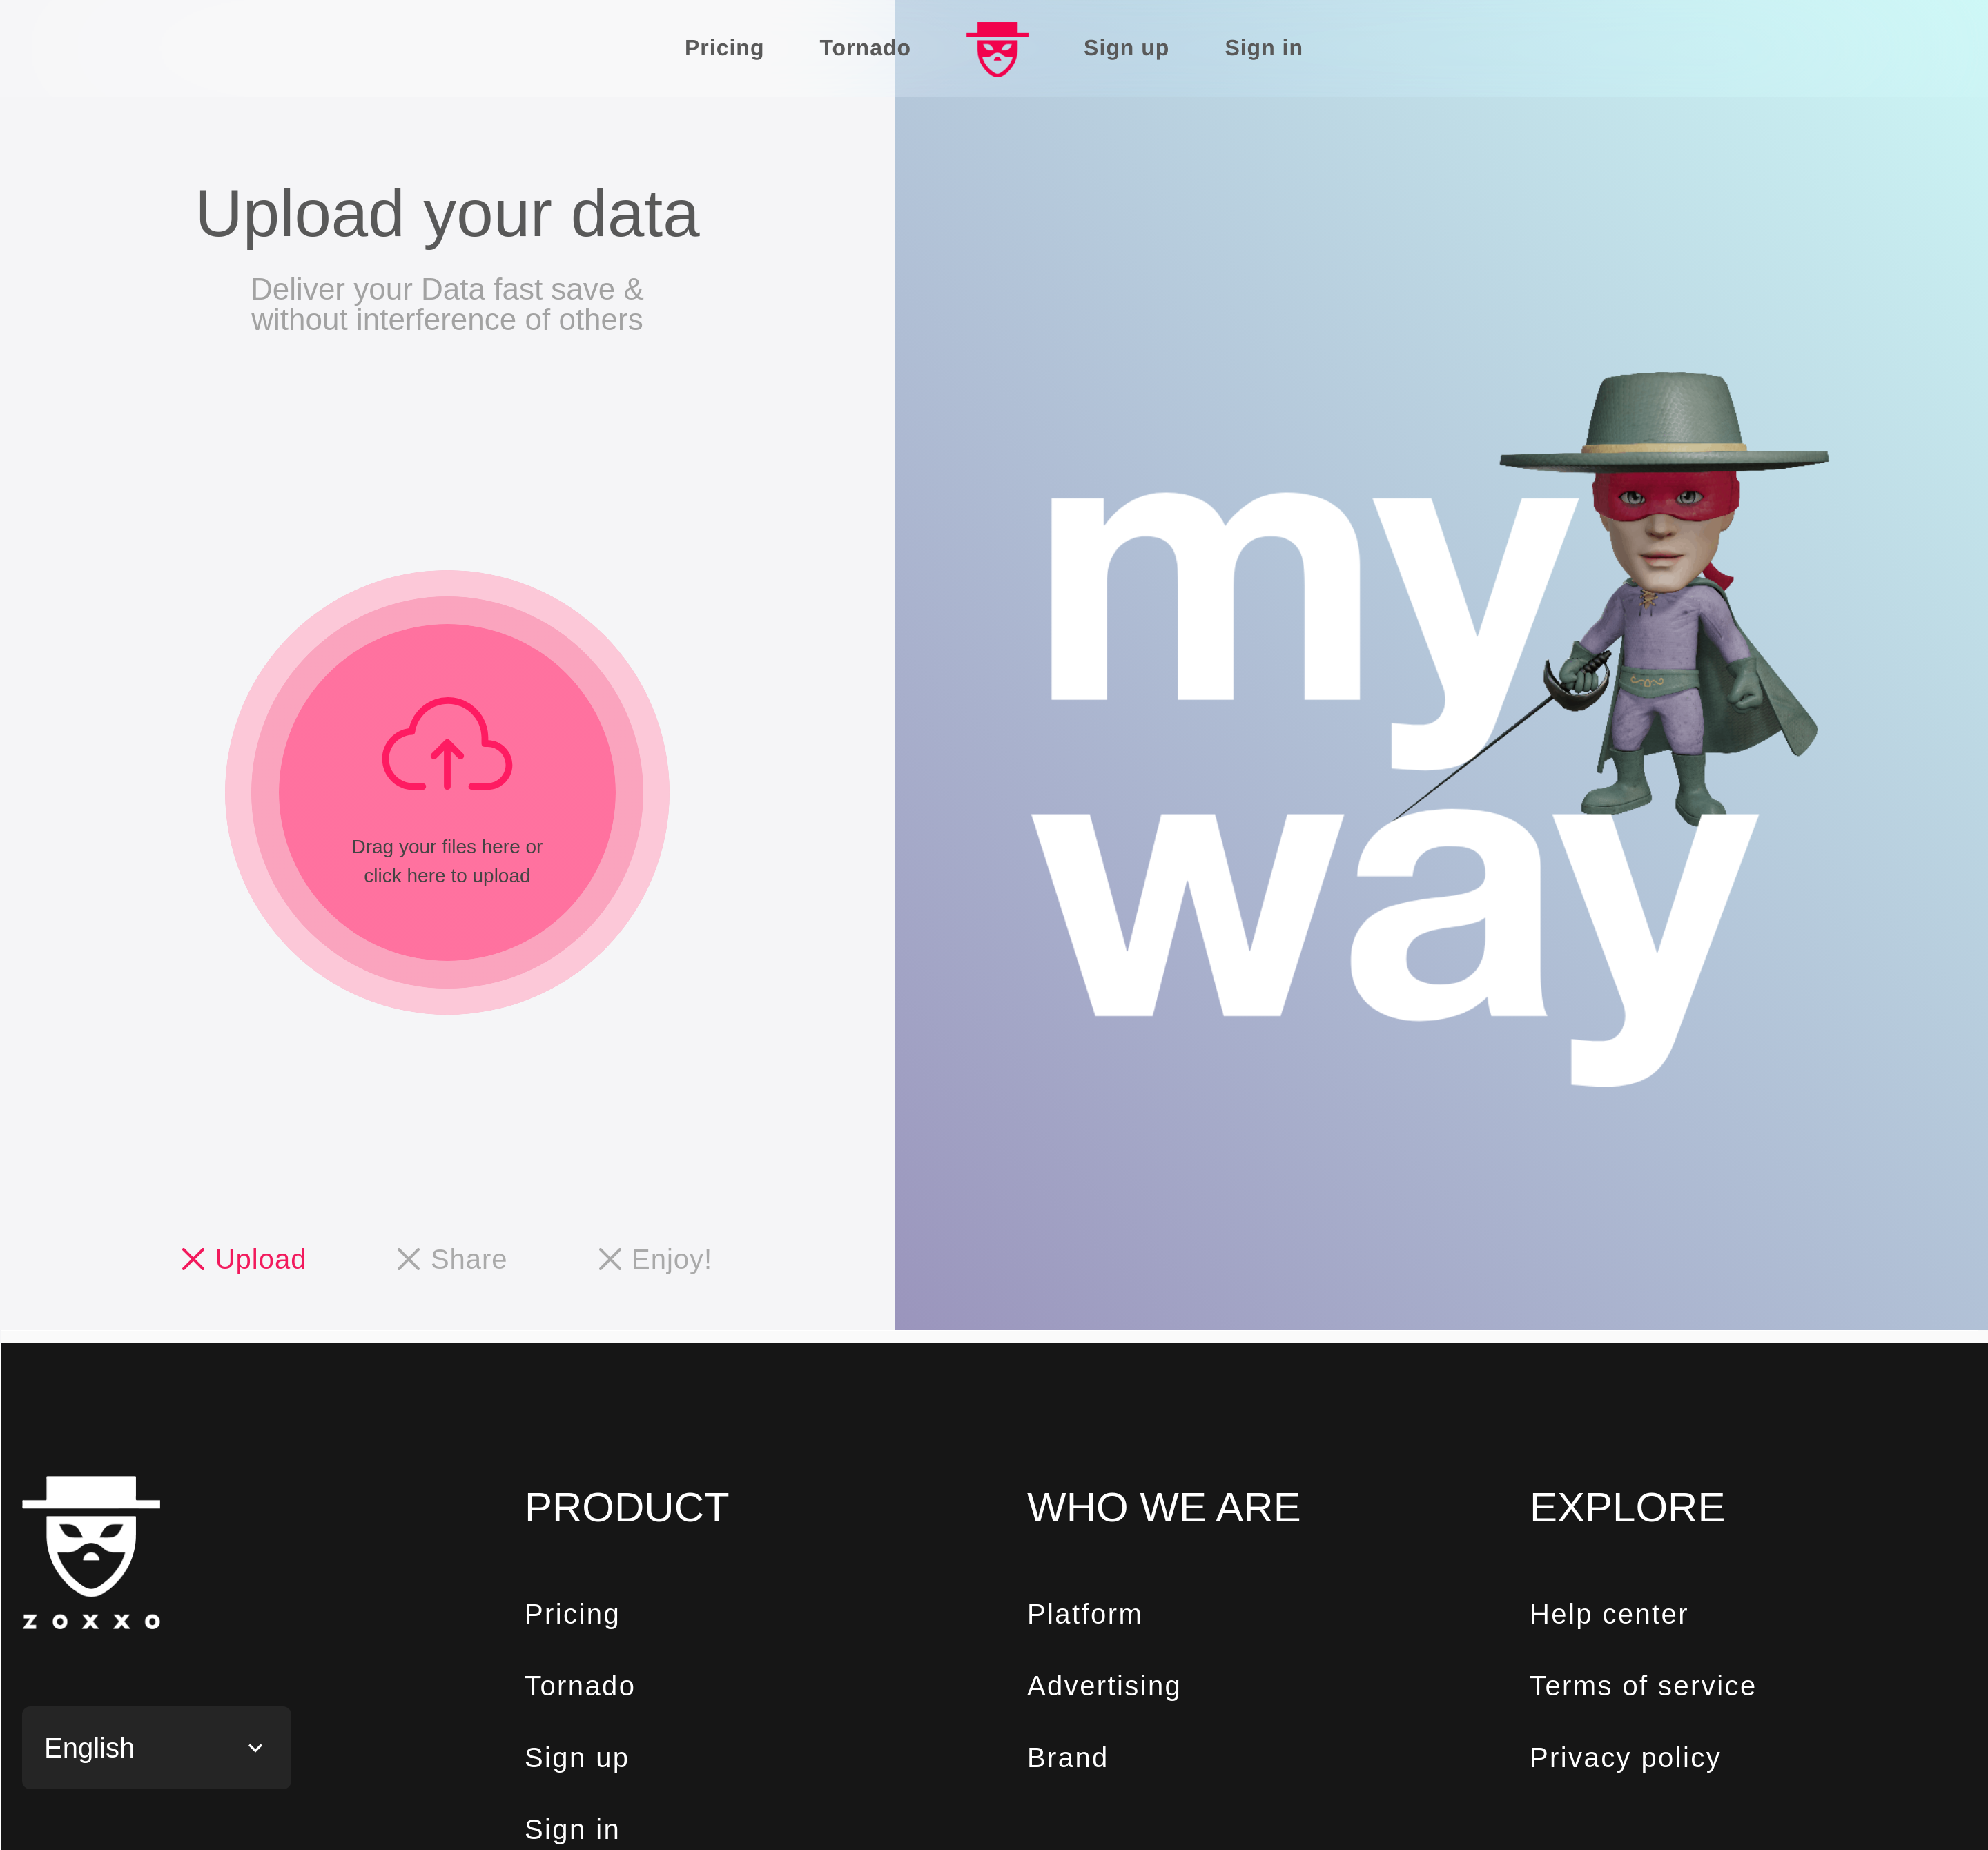 Pricing Tornado Sign up Sign in
Upload your data
Deliver your Data fast save &
without interference of others
Drag your files here or
click here to upload
Upload Share Enjoy!
my
way
ZOXXO
English
PRODUCT
Pricing
Tornado
Sign up
Sign in
WHO WE ARE
Platform
Advertising
Brand
EXPLORE
Help center
Terms of service
Privacy policy